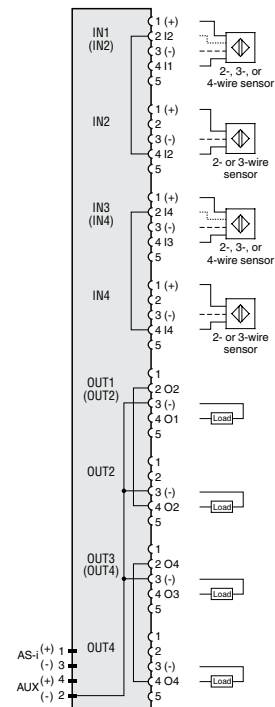 IN1
(IN2)
1 (+)
2 I2
3 (-)
4 I1
5
2-, 3-, or
4-wire sensor
IN2
1 (+)
2
3 (-)
4 I2
5
2- or 3-wire
sensor
IN3
(IN4)
1 (+)
2 I4
3 (-)
4 I3
5
2-, 3-, or
4-wire sensor
IN4
1 (+)
2
3 (-)
4 I4
5
2- or 3-wire
sensor
OUT1
(OUT2)
1
2 O2
3 (-)
4 O1
5
Load
OUT2
1
2
3 (-)
4 O2
5
Load
OUT3
(OUT4)
1
2 O4
3 (-)
4 O3
5
Load
OUT4
1
2
3 (-)
4 O4
5
Load
AS-i (+) 1
(-) 3
AUX (+) 4
(-) 2